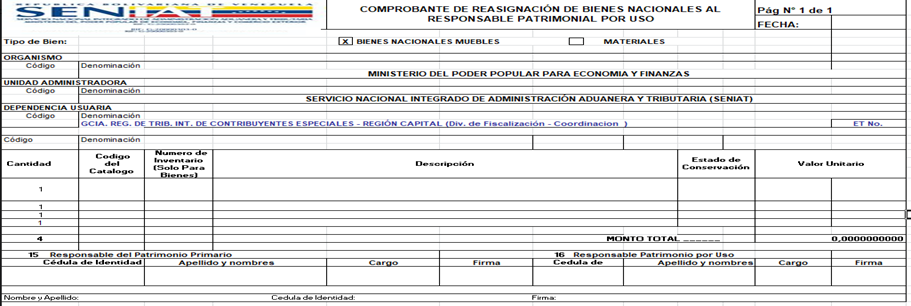 REPUBLICA BOLIVARIANA DE VENEZUELA
SENIAT
COMPROBANTE DE REASIGNACIÓN DE BIENES NACIONALES AL
RESPONSABLE PATRIMONIAL POR USO
Pág N° 1 de 1
FECHA:
Tipo de Bien: X BIENES NACIONALES MUEBLES MATERIALES
ORGANISMO
Código Denominación
MINISTERIO DEL PODER POPULAR PARA ECONOMIA Y FINANZAS
UNIDAD ADMINISTRADORA
Código Denominación
SERVICIO NACIONAL INTEGRADO DE ADMINISTRACIÓN ADUANERA Y TRIBUTARIA (SENIAT)
DEPENDENCIA USUARIA
Código Denominación
GCIA. REG. DE TRIB. INT. DE CONTRIBUYENTES ESPECIALES - REGIÓN CAPITAL (Div. de Fiscalización - Coordinacion ) ET No.
Código Denominación
Cantidad Codigo del Catalogo Numero de Inventario (Solo Para Bienes) Descripción Estado de Conservación Valor Unitario
1
1
1
1
4 MONTO TOTAL ______ 0,0000000000
15 Responsable del Patrimonio Primario 16 Responsable Patrimonio por Uso
Cédula de Identidad Apellido y nombres Cargo Firma Cedula de Apellido y nombres Cargo Firma
Nombre y Apellido: Cedula de Identidad: Firma: